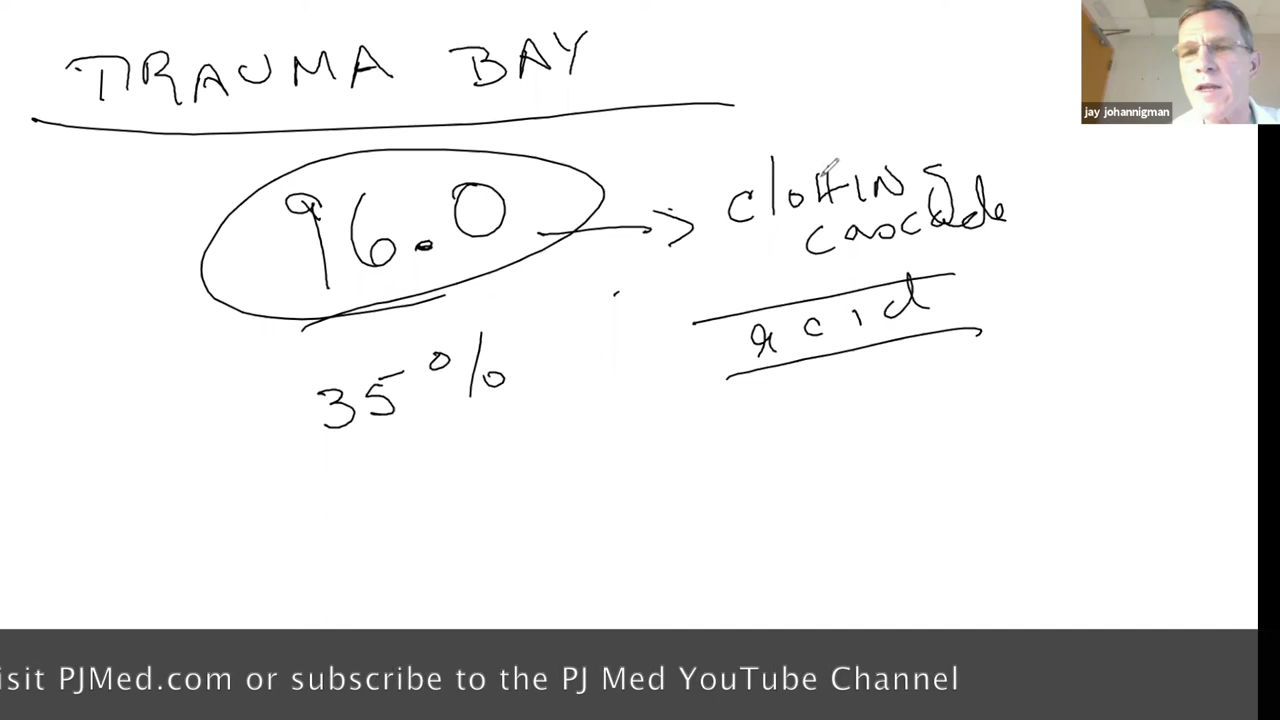 TRAUMA BAY
jay johannigman
96.0
clotting
cascade
acid
35%
isit PJMed.com or subscribe to the PJ Med YouTube Channel